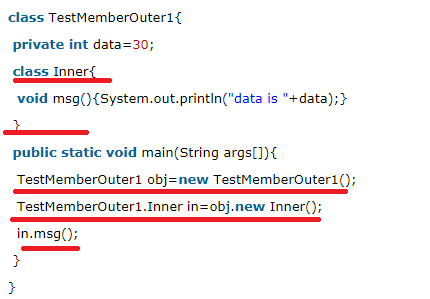 class TestMemberOuter1{
private int data=30;
class Inner{
void msg(){System.out.println("data is "+data);}
}
public static void main(String args[]){
TestMemberOuter1 obj=new TestMemberOuter1();
TestMemberOuter1.Inner in=obj.new Inner();
in.msg();
}
}